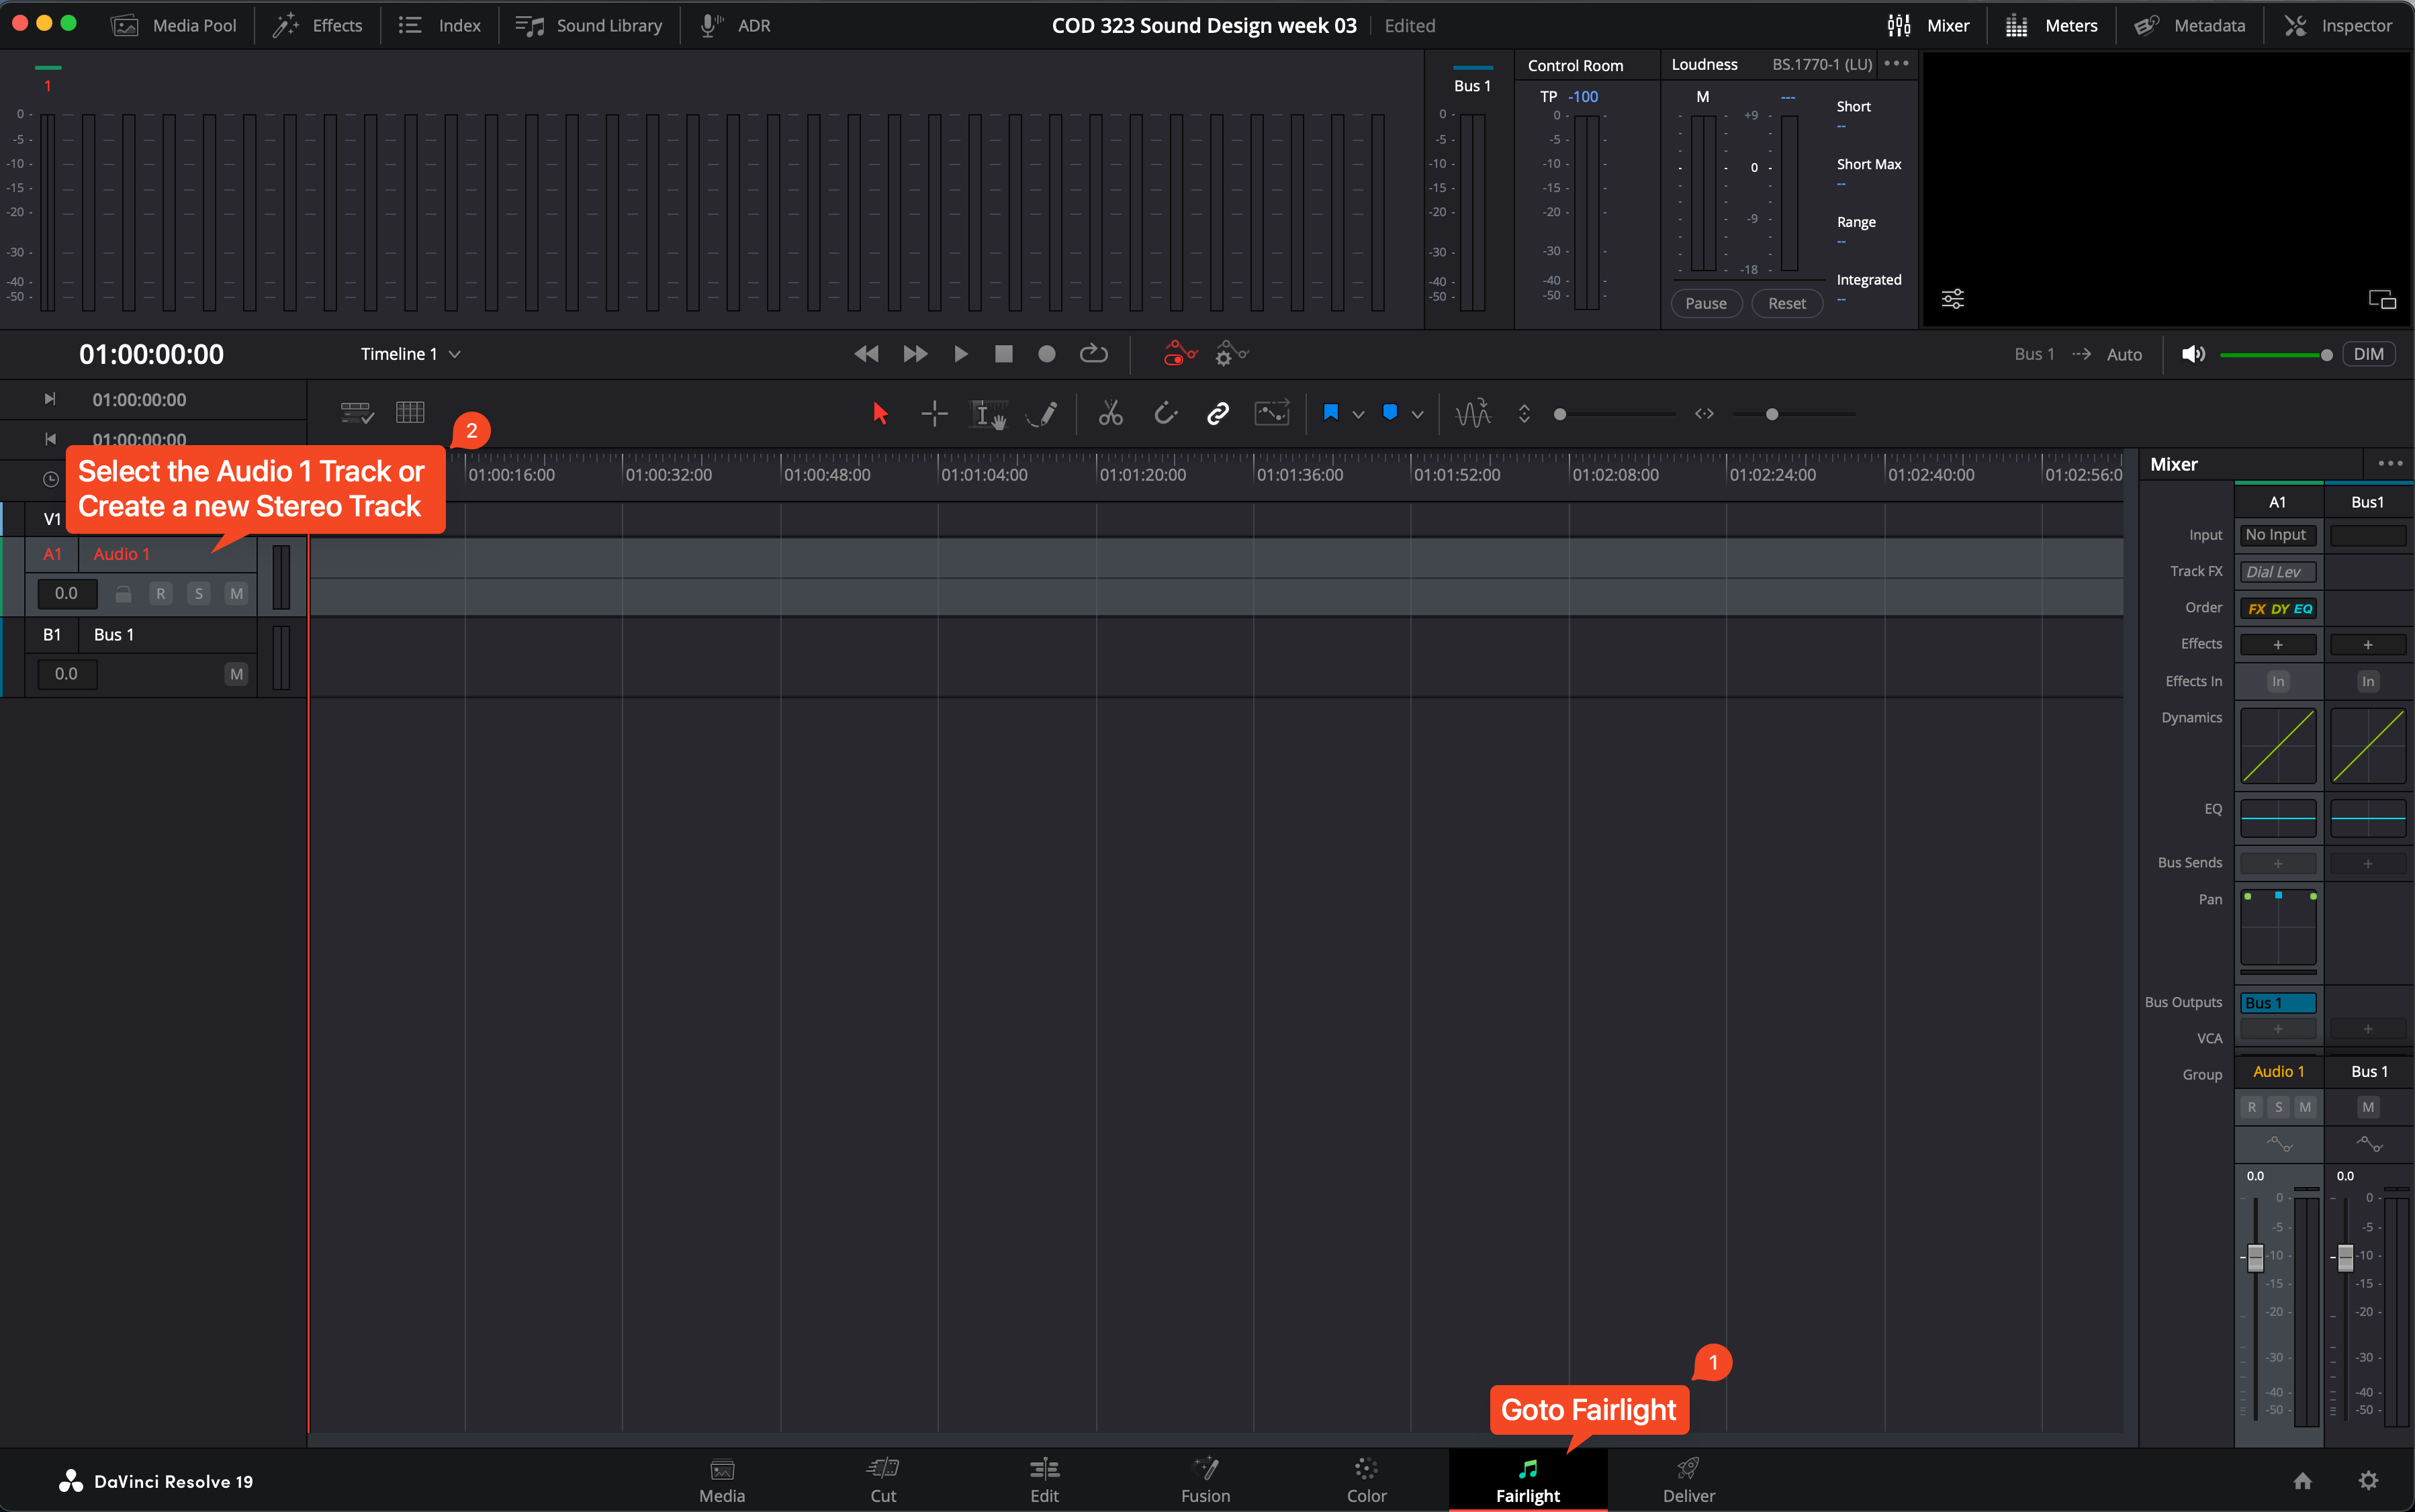 Media Pool Effects Index Sound Library ADR COD 323 Sound Design week 03 Edited Mixer Meters Metadata Inspector
1 Bus 1 Control Room Loudness BS.1770-1 (LU)
TP -100 M --- Short
--
0 0 0 +9
-5 -5 -5
-10 -10 -10 0 Short Max
--
-15 -15 -15
-20 -20 -20 -9 Range
--
-30 -30 -30
-40 -40 -40 -18 Integrated
--
-50 -50 -50
Pause Reset
01:00:00:00 Timeline 1 Bus 1 Auto DIM
01:00:00:00
01:00:00:00
2
Select the Audio 1 Track or
Create a new Stereo Track
01:00:16:00 01:00:32:00 01:00:48:00 01:01:04:00 01:01:20:00 01:01:36:00 01:01:52:00 01:02:08:00 01:02:24:00 01:02:40:00 01:02:56:0
V1
A1 Audio 1
0.0 R S M
B1 Bus 1
0.0 M
Mixer
A1 Bus1
Input No Input
Track FX Dial Lev
Order FX DY EQ
Effects + +
Effects In In In
Dynamics
EQ
Bus Sends + +
Pan
Bus Outputs Bus 1
+ +
VCA
Group Audio 1 Bus 1
R S M M
0.0 0.0
0 0
-5 -5
-10 -10
-15 -15
-20 -20
-30 -30
-40 -40
-50 -50
1
Goto Fairlight
DaVinci Resolve 19 Media Cut Edit Fusion Color Fairlight Deliver